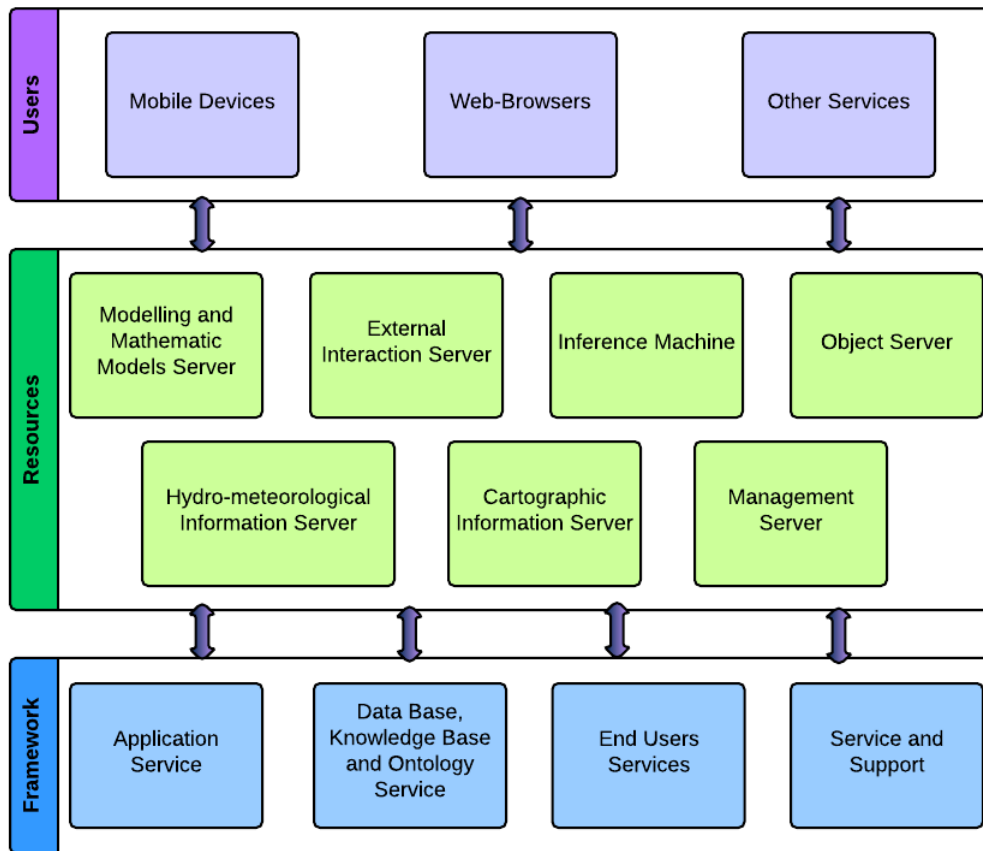 Users
Mobile Devices
Web-Browsers
Other Services
Resources
Modelling and
Mathematic
Models Server
External
Interaction Server
Inference Machine
Object Server
Hydro-meteorological
Information Server
Cartographic
Information Server
Management
Server
Framework
Application
Service
Data Base,
Knowledge Base
and Ontology
Service
End Users
Services
Service and
Support